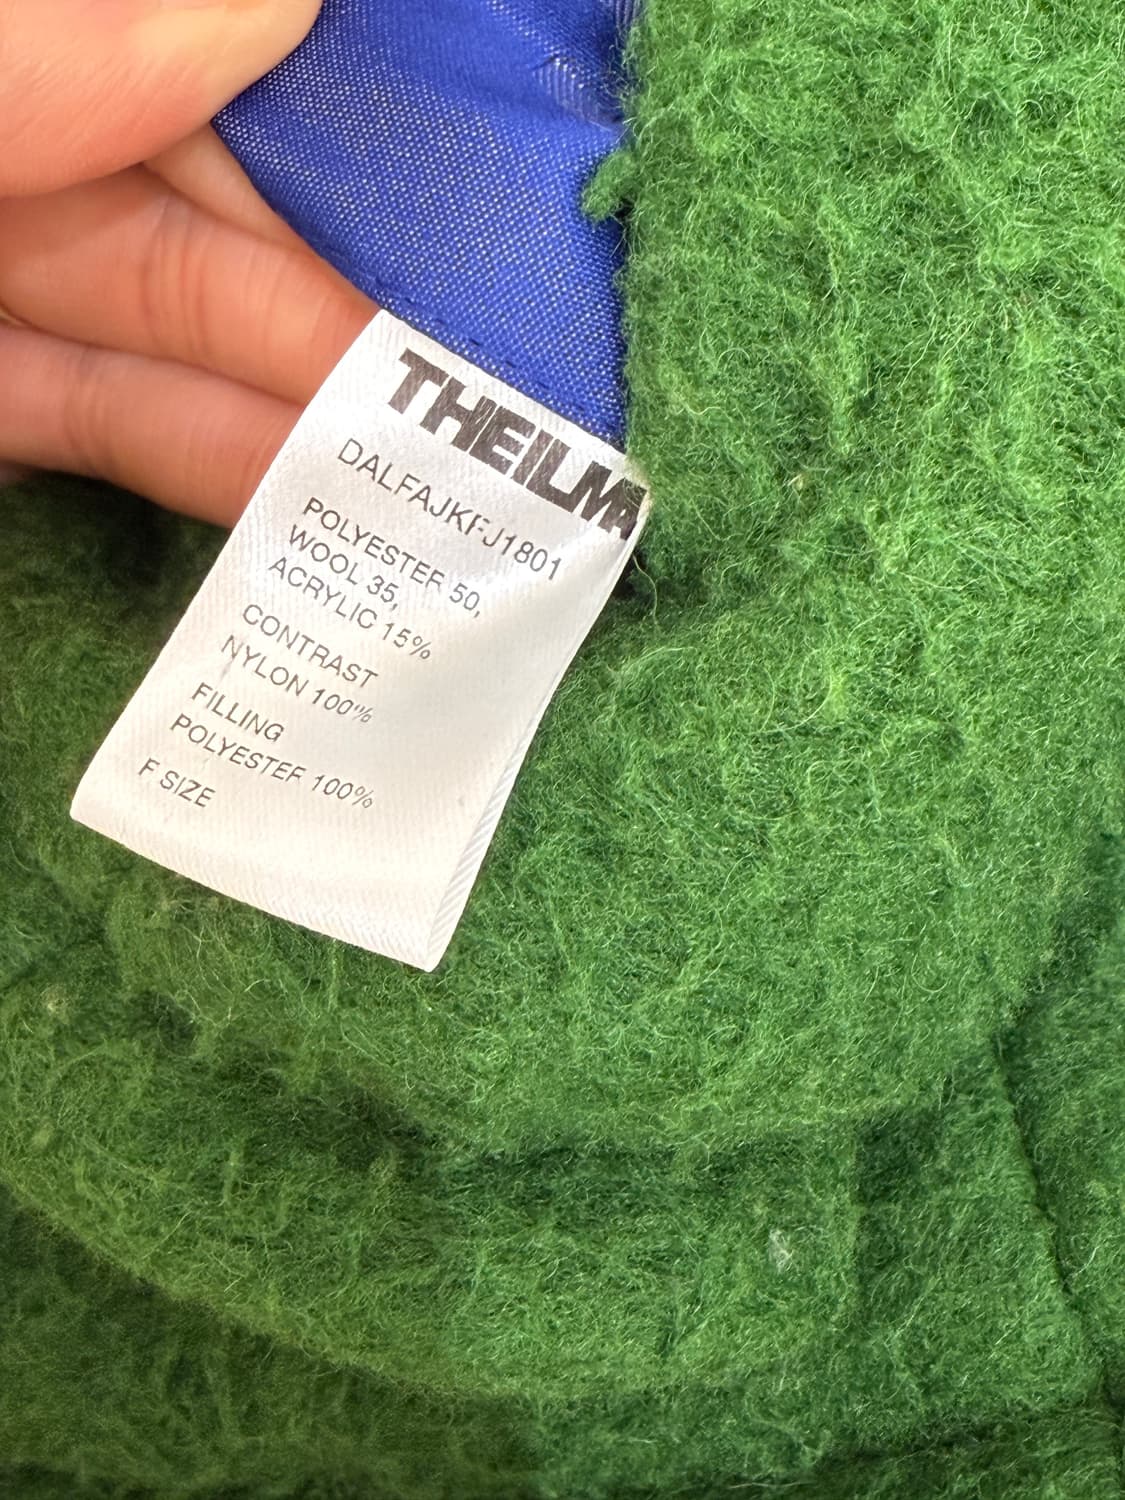 THEILMA
DALFAJKFJ1801
POLYESTER 50,
WOOL 35,
ACRYLIC 15%
CONTRAST
NYLON 100%
FILLING
POLYESTER 100%
F SIZE